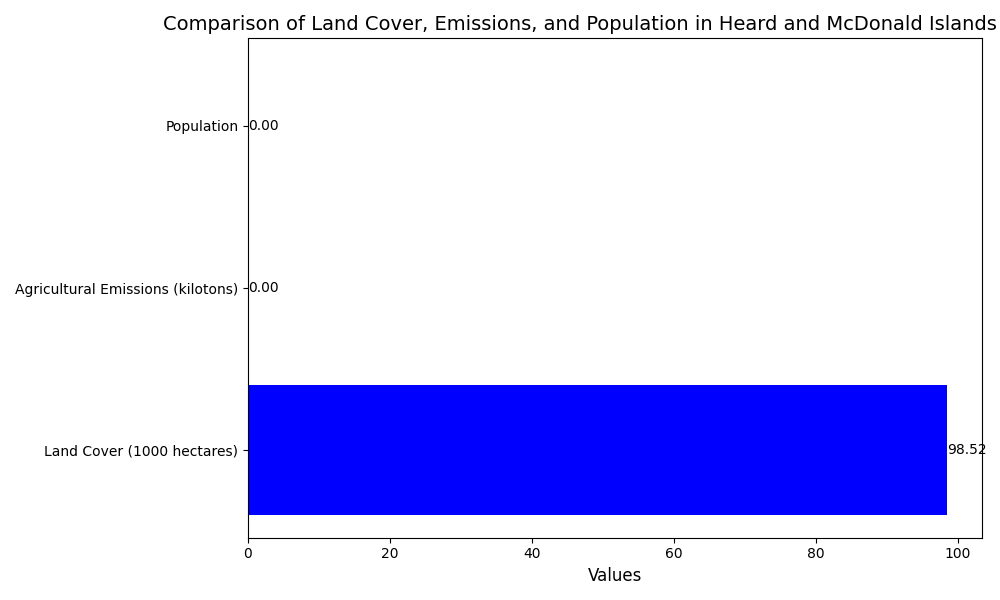 Comparison of Land Cover, Emissions, and Population in Heard and McDonald Islands
Population
0.00
Agricultural Emissions (kilotons)
0.00
Land Cover (1000 hectares)
98.52
0 20 40 60 80 100
Values